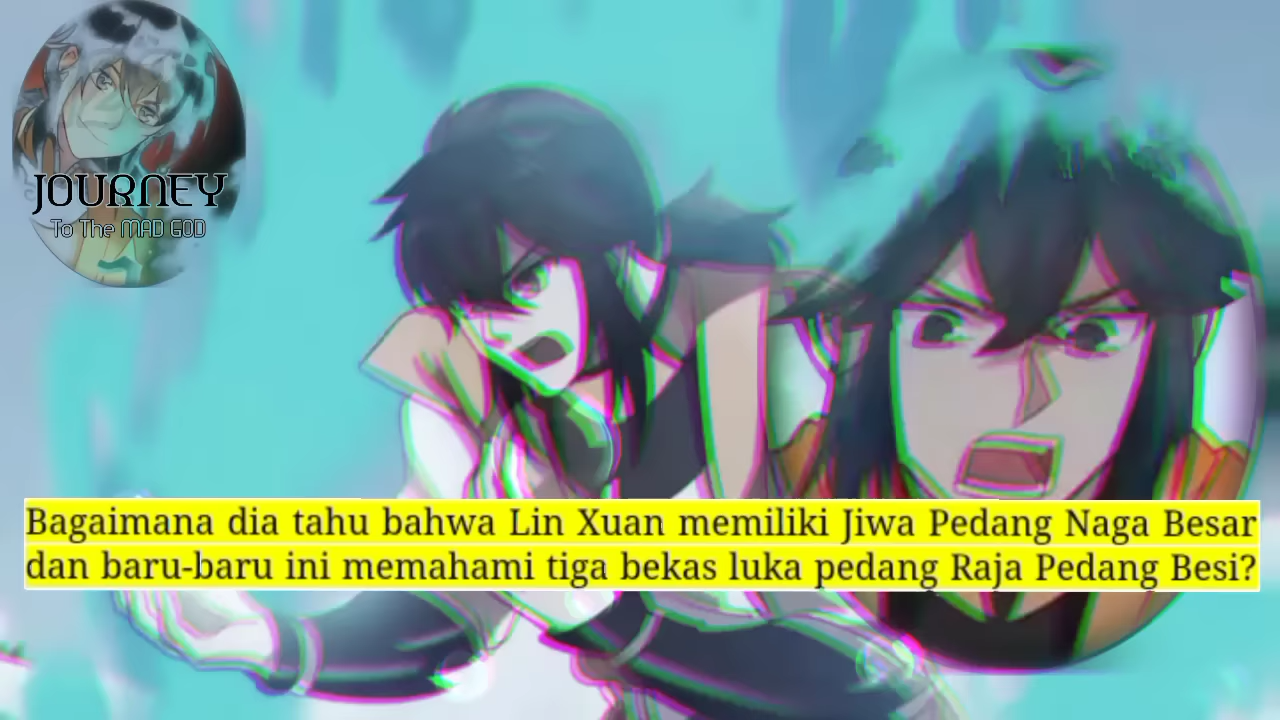 JOURNEY
To The MAD GOD
Bagaimana dia tahu bahwa Lin Xuan memiliki Jiwa Pedang Naga Besar
dan baru-baru ini memahami tiga bekas luka pedang Raja Pedang Besi?